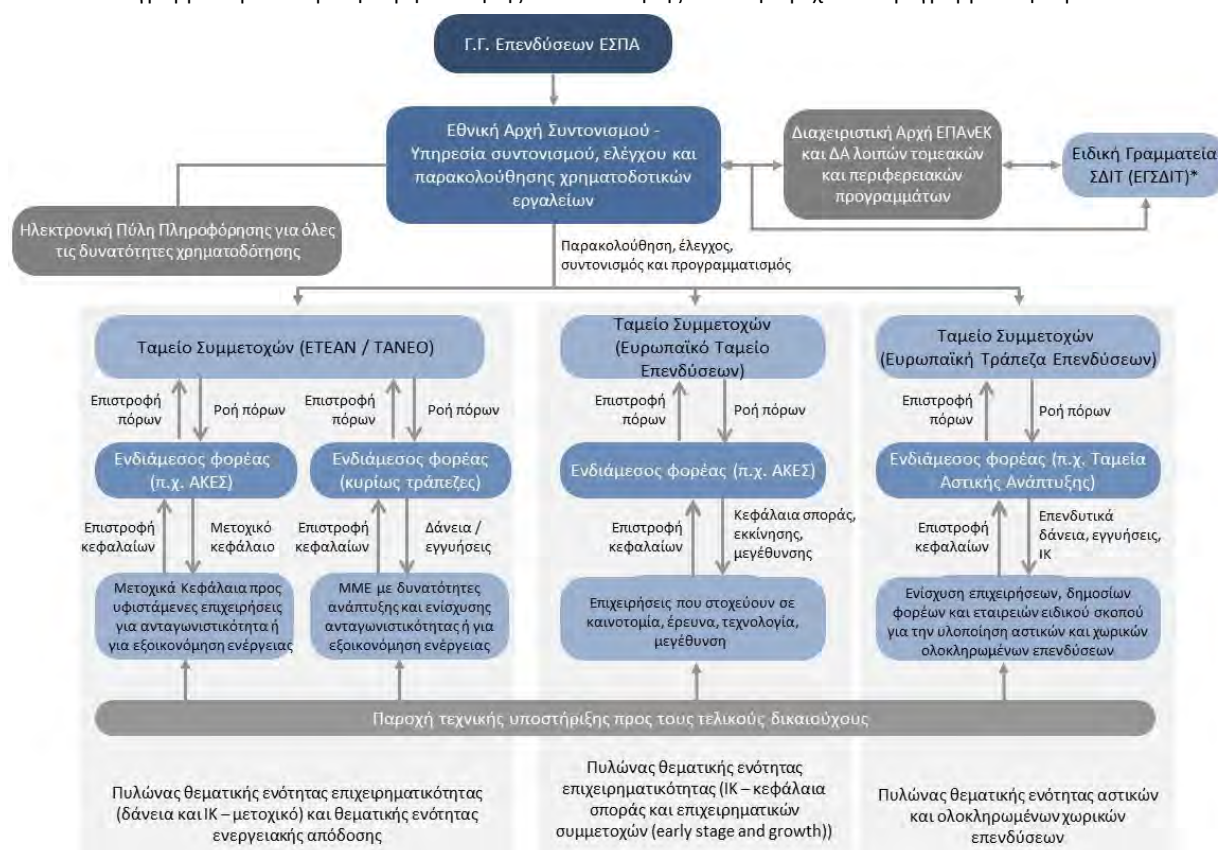 Γ.Γ. Επενδύσεων ΕΣΠΑ
Εθνική Αρχή Συντονισμού -
Υπηρεσία συντονισμού, ελέγχου και
παρακολούθησης χρηματοδοτικών
εργαλείων
Διαχειριστική Αρχή ΕΠΑνΕΚ
και ΔΑ λοιπών τομεακών
και περιφερειακών
προγραμμάτων
Ειδική Γραμματεία
ΣΔΙΤ (ΕΓΣΔΙΤ)*
Ηλεκτρονική Πύλη Πληροφόρησης για όλες
τις δυνατότητες χρηματοδότησης
Παρακολούθηση, έλεγχος,
συντονισμός και προγραμματισμός
Ταμείο Συμμετοχών (ΕΤΕΑΝ / ΤΑΝΕΟ)
Ταμείο Συμμετοχών
(Ευρωπαϊκό Ταμείο
Επενδύσεων)
Ταμείο Συμμετοχών
(Ευρωπαϊκή Τράπεζα Επενδύσεων)
Επιστροφή
πόρων
Ροή πόρων
Επιστροφή
πόρων
Ροή πόρων
Επιστροφή
πόρων
Ροή πόρων
Επιστροφή
πόρων
Ροή πόρων
Ενδιάμεσος φορέας
(π.χ. ΑΚΕΣ)
Ενδιάμεσος φορέας
(κυρίως τράπεζες)
Ενδιάμεσος φορέας (π.χ. ΑΚΕΣ)
Ενδιάμεσος φορέας (π.χ. Ταμεία
Αστικής Ανάπτυξης)
Επιστροφή
κεφαλαίων
Μετοχικό
κεφάλαιο
Επιστροφή
κεφαλαίων
Δάνεια /
εγγυήσεις
Επιστροφή
κεφαλαίων
Κεφάλαια σποράς,
εκκίνησης,
μεγέθυνσης
Επιστροφή
κεφαλαίων
Επενδυτικά
δάνεια, εγγυήσεις,
ΙΚ
Μετοχικά Κεφάλαια προς
υφιστάμενες επιχειρήσεις
για ανταγωνιστικότητα ή
για εξοικονόμηση ενέργειας
ΜΜΕ με δυνατότητες
ανάπτυξης και ενίσχυσης
ανταγωνιστικότητας ή για
εξοικονόμηση ενέργειας
Επιχειρήσεις που στοχεύουν σε
καινοτομία, έρευνα, τεχνολογία,
μεγέθυνση
Ενίσχυση επιχειρήσεων, δημοσίων
φορέων και εταιρειών ειδικού σκοπού
για την υλοποίηση αστικών και χωρικών
ολοκληρωμένων επενδύσεων
Παροχή τεχνικής υποστήριξης προς τους τελικούς δικαιούχους
Πυλώνας θεματικής ενότητας επιχειρηματικότητας
(δάνεια και ΙΚ – μετοχικό) και θεματικής ενότητας
ενεργειακής απόδοσης
Πυλώνας θεματικής ενότητας
επιχειρηματικότητας (ΙΚ – κεφάλαια
σποράς και επιχειρηματικών
συμμετοχών (early stage and growth))
Πυλώνας θεματικής ενότητας αστικών
και ολοκληρωμένων χωρικών
επενδύσεων